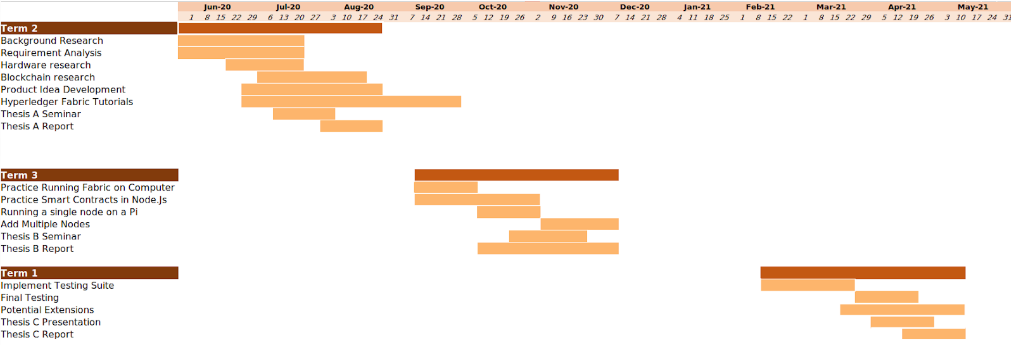 Jun-20 Jul-20 Aug-20 Sep-20 Oct-20 Nov-20 Dec-20 Jan-21 Feb-21 Mar-21 Apr-21 May-21
1 8 15 22 29 6 13 20 27 3 10 17 24 31 7 14 21 28 5 12 19 26 2 9 16 23 30 7 14 21 28 4 11 18 25 1 8 15 22 1 8 15 22 29 5 12 19 26 3 10 17 24 31
Term 2
Background Research
Requirement Analysis
Hardware research
Blockchain research
Product Idea Development
Hyperledger Fabric Tutorials
Thesis A Seminar
Thesis A Report
Term 3
Practice Running Fabric on Computer
Practice Smart Contracts in Node.Js
Running a single node on a Pi
Add Multiple Nodes
Thesis B Seminar
Thesis B Report
Term 1
Implement Testing Suite
Final Testing
Potential Extensions
Thesis C Presentation
Thesis C Report